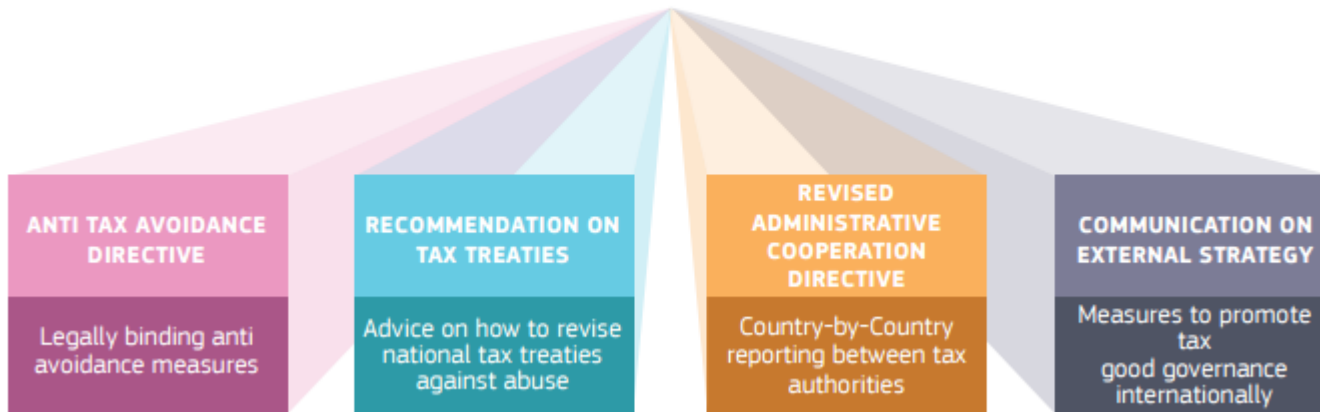 ANTI TAX AVOIDANCE
DIRECTIVE
Legally binding anti
avoidance measures
RECOMMENDATION ON
TAX TREATIES
Advice on how to revise
national tax treaties
against abuse
REVISED
ADMINISTRATIVE
COOPERATION
DIRECTIVE
Country-by-Country
reporting between tax
authorities
COMMUNICATION ON
EXTERNAL STRATEGY
Measures to promote
tax
good governance
internationally